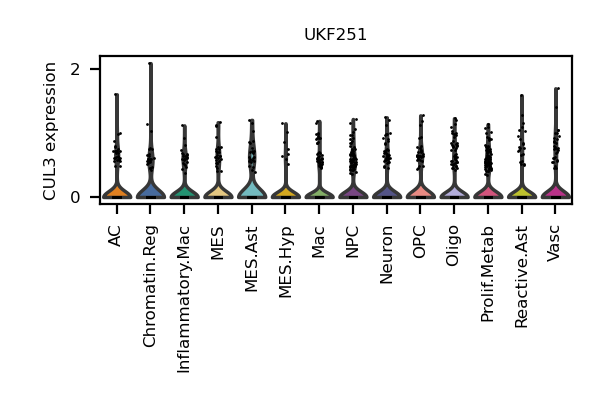 UKF251
CUL3 expression
2
0
AC
Chromatin.Reg
Inflammatory.Mac
MES
MES.Ast
MES.Hyp
Mac
NPC
Neuron
OPC
Oligo
Prolif.Metab
Reactive.Ast
Vasc